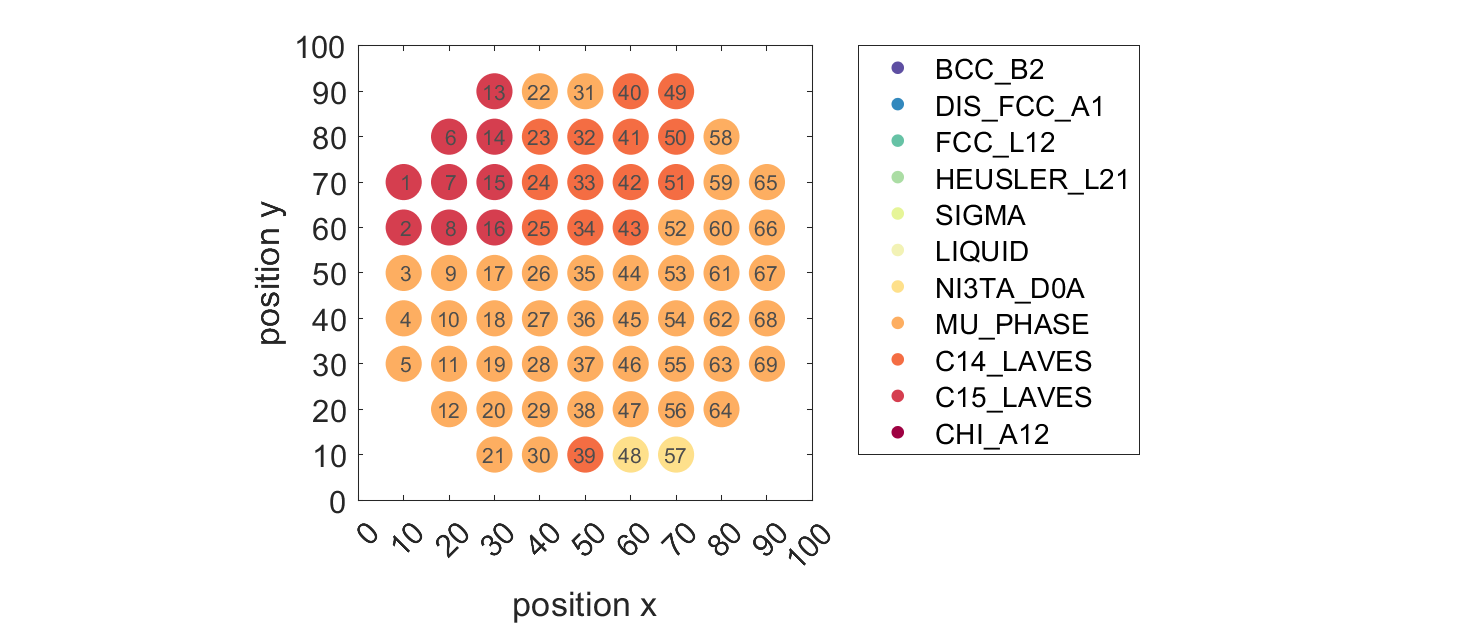 100
90 13 22 31 40 49
80 6 14 23 32 41 50 58
70 1 7 15 24 33 42 51 59 65
60 2 8 16 25 34 43 52 60 66
50 3 9 17 26 35 44 53 61 67
40 4 10 18 27 36 45 54 62 68
30 5 11 19 28 37 46 55 63 69
20 12 20 29 38 47 56 64
10 21 30 39 48 57
0
position y
0 10 20 30 40 50 60 70 80 90 100
position x
BCC_B2
DIS_FCC_A1
FCC_L12
HEUSLER_L21
SIGMA
LIQUID
NI3TA_D0A
MU_PHASE
C14_LAVES
C15_LAVES
CHI_A12